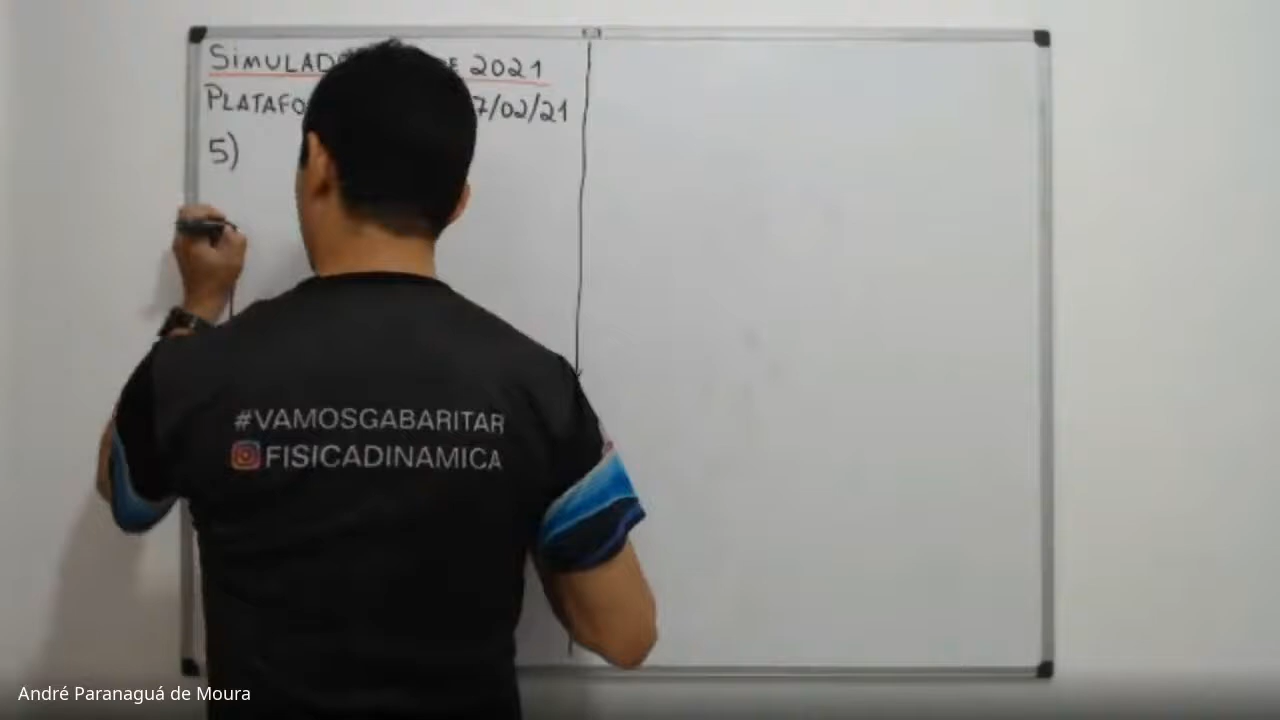 SIMULAD E 2021
PLATAFO 7/02/21
5)
#VAMOSGABARITAR
FISICADINAMICA
André Paranaguá de Moura